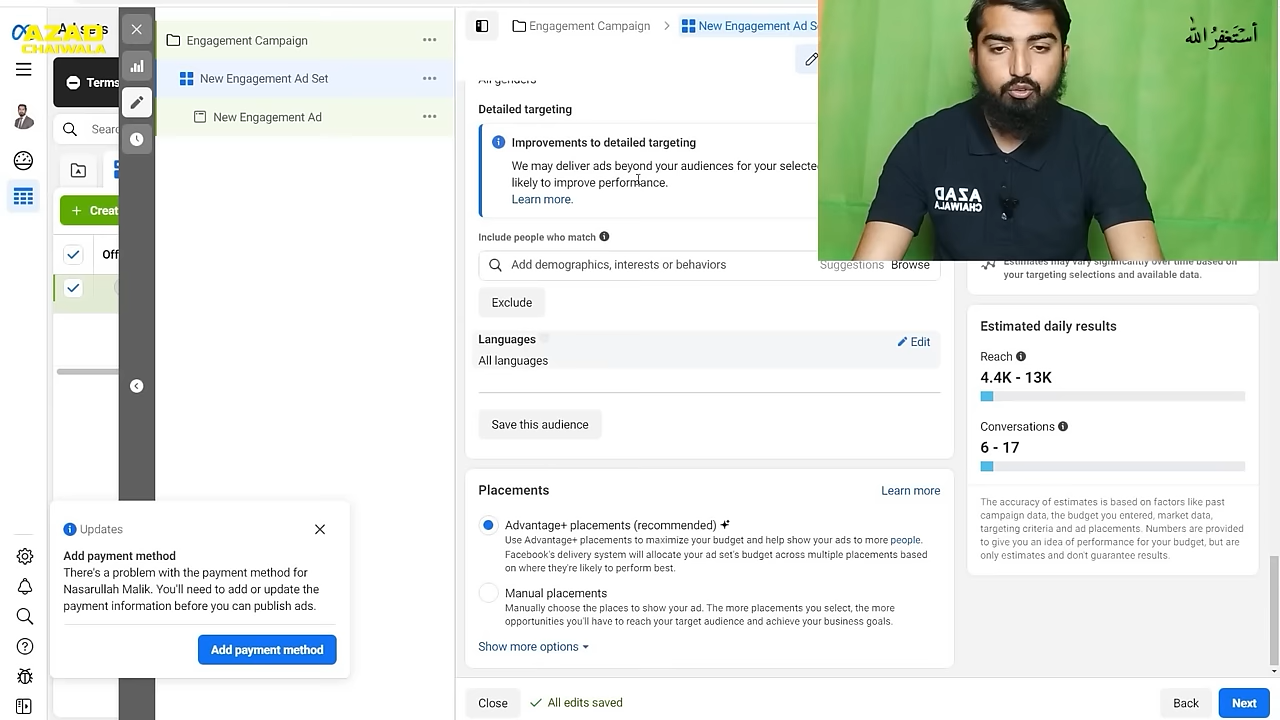 AZAD
CHAIWALA
Ad Sets
Terms
Sear
+ Creat
Off
Engagement Campaign
New Engagement Ad Set
New Engagement Ad
Engagement Campaign
New Engagement Ad S
All genders
Detailed targeting
Improvements to detailed targeting
We may deliver ads beyond your audiences for your selecte
likely to improve performance.
Learn more.
Include people who match
Add demographics, interests or behaviors
Suggestions Browse
Exclude
Languages
Edit
All languages
Save this audience
Placements
Learn more
Advantage+ placements (recommended)
Use Advantage+ placements to maximize your budget and help show your ads to more people.
Facebook's delivery system will allocate your ad set's budget across multiple placements based
on where they're likely to perform best.
Manual placements
Manually choose the places to show your ad. The more placements you select, the more
opportunities you'll have to reach your target audience and achieve your business goals.
Show more options
Close
All edits saved
Back
Next
أستغفر الله
AZAD
CHAIWALA
Estimates may vary significantly over time based on
your targeting selections and available data.
Estimated daily results
Reach
4.4K - 13K
Conversations
6 - 17
The accuracy of estimates is based on factors like past
campaign data, the budget you entered, market data,
targeting criteria and ad placements. Numbers are provided
to give you an idea of performance for your budget, but are
only estimates and don't guarantee results.
Updates
Add payment method
There's a problem with the payment method for
Nasarullah Malik. You'll need to add or update the
payment information before you can publish ads.
Add payment method